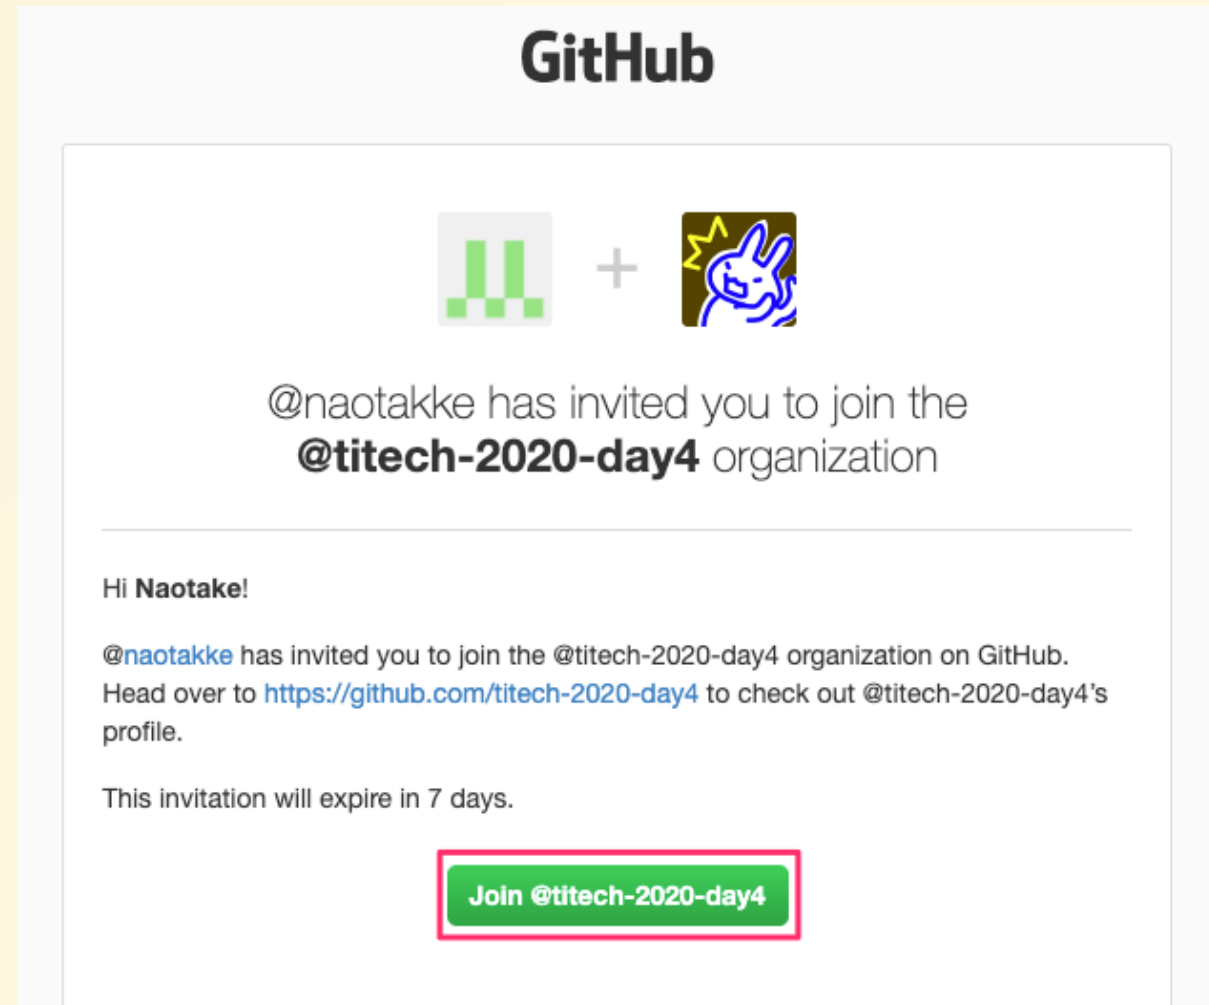 GitHub
@naotakke has invited you to join the
@titech-2020-day4 organization
Hi Naotake!
@naotakke has invited you to join the @titech-2020-day4 organization on GitHub.
Head over to https://github.com/titech-2020-day4 to check out @titech-2020-day4’s
profile.
This invitation will expire in 7 days.
Join @titech-2020-day4